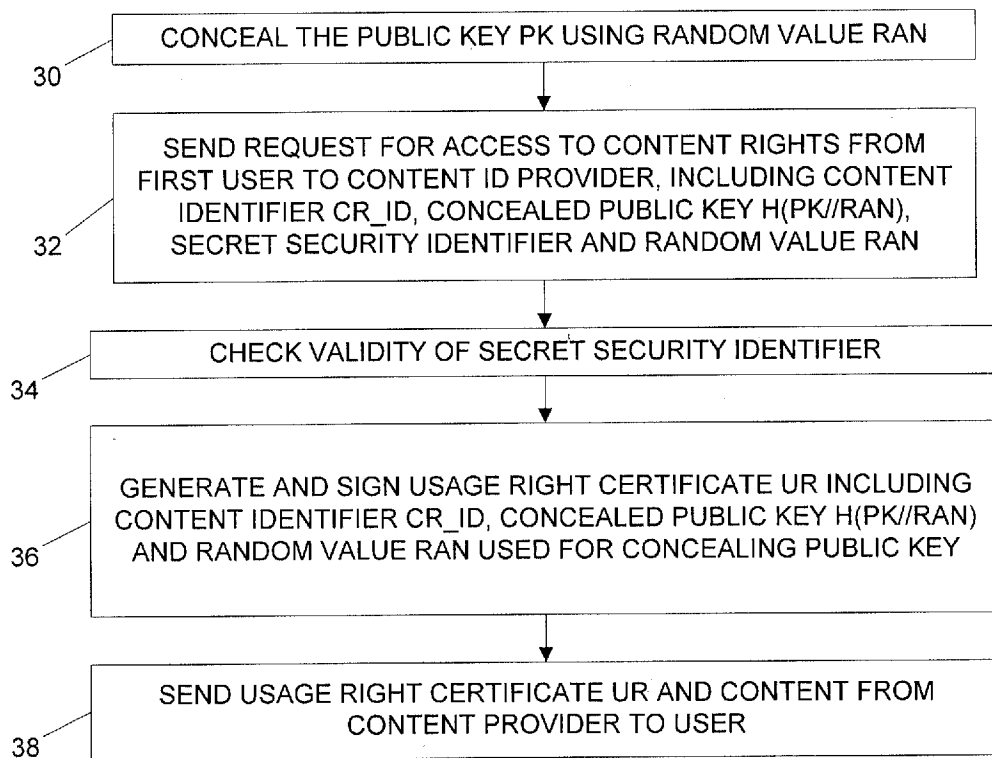 CONCEAL THE PUBLIC KEY PK USING RANDOM VALUE RAN
30
SEND REQUEST FOR ACCESS TO CONTENT RIGHTS FROM
FIRST USER TO CONTENT ID PROVIDER, INCLUDING CONTENT
IDENTIFIER CR_ID, CONCEALED PUBLIC KEY H(PK//RAN),
SECRET SECURITY IDENTIFIER AND RANDOM VALUE RAN
32
CHECK VALIDITY OF SECRET SECURITY IDENTIFIER
34
GENERATE AND SIGN USAGE RIGHT CERTIFICATE UR INCLUDING
CONTENT IDENTIFIER CR_ID, CONCEALED PUBLIC KEY H(PK//RAN)
AND RANDOM VALUE RAN USED FOR CONCEALING PUBLIC KEY
36
SEND USAGE RIGHT CERTIFICATE UR AND CONTENT FROM
CONTENT PROVIDER TO USER
38